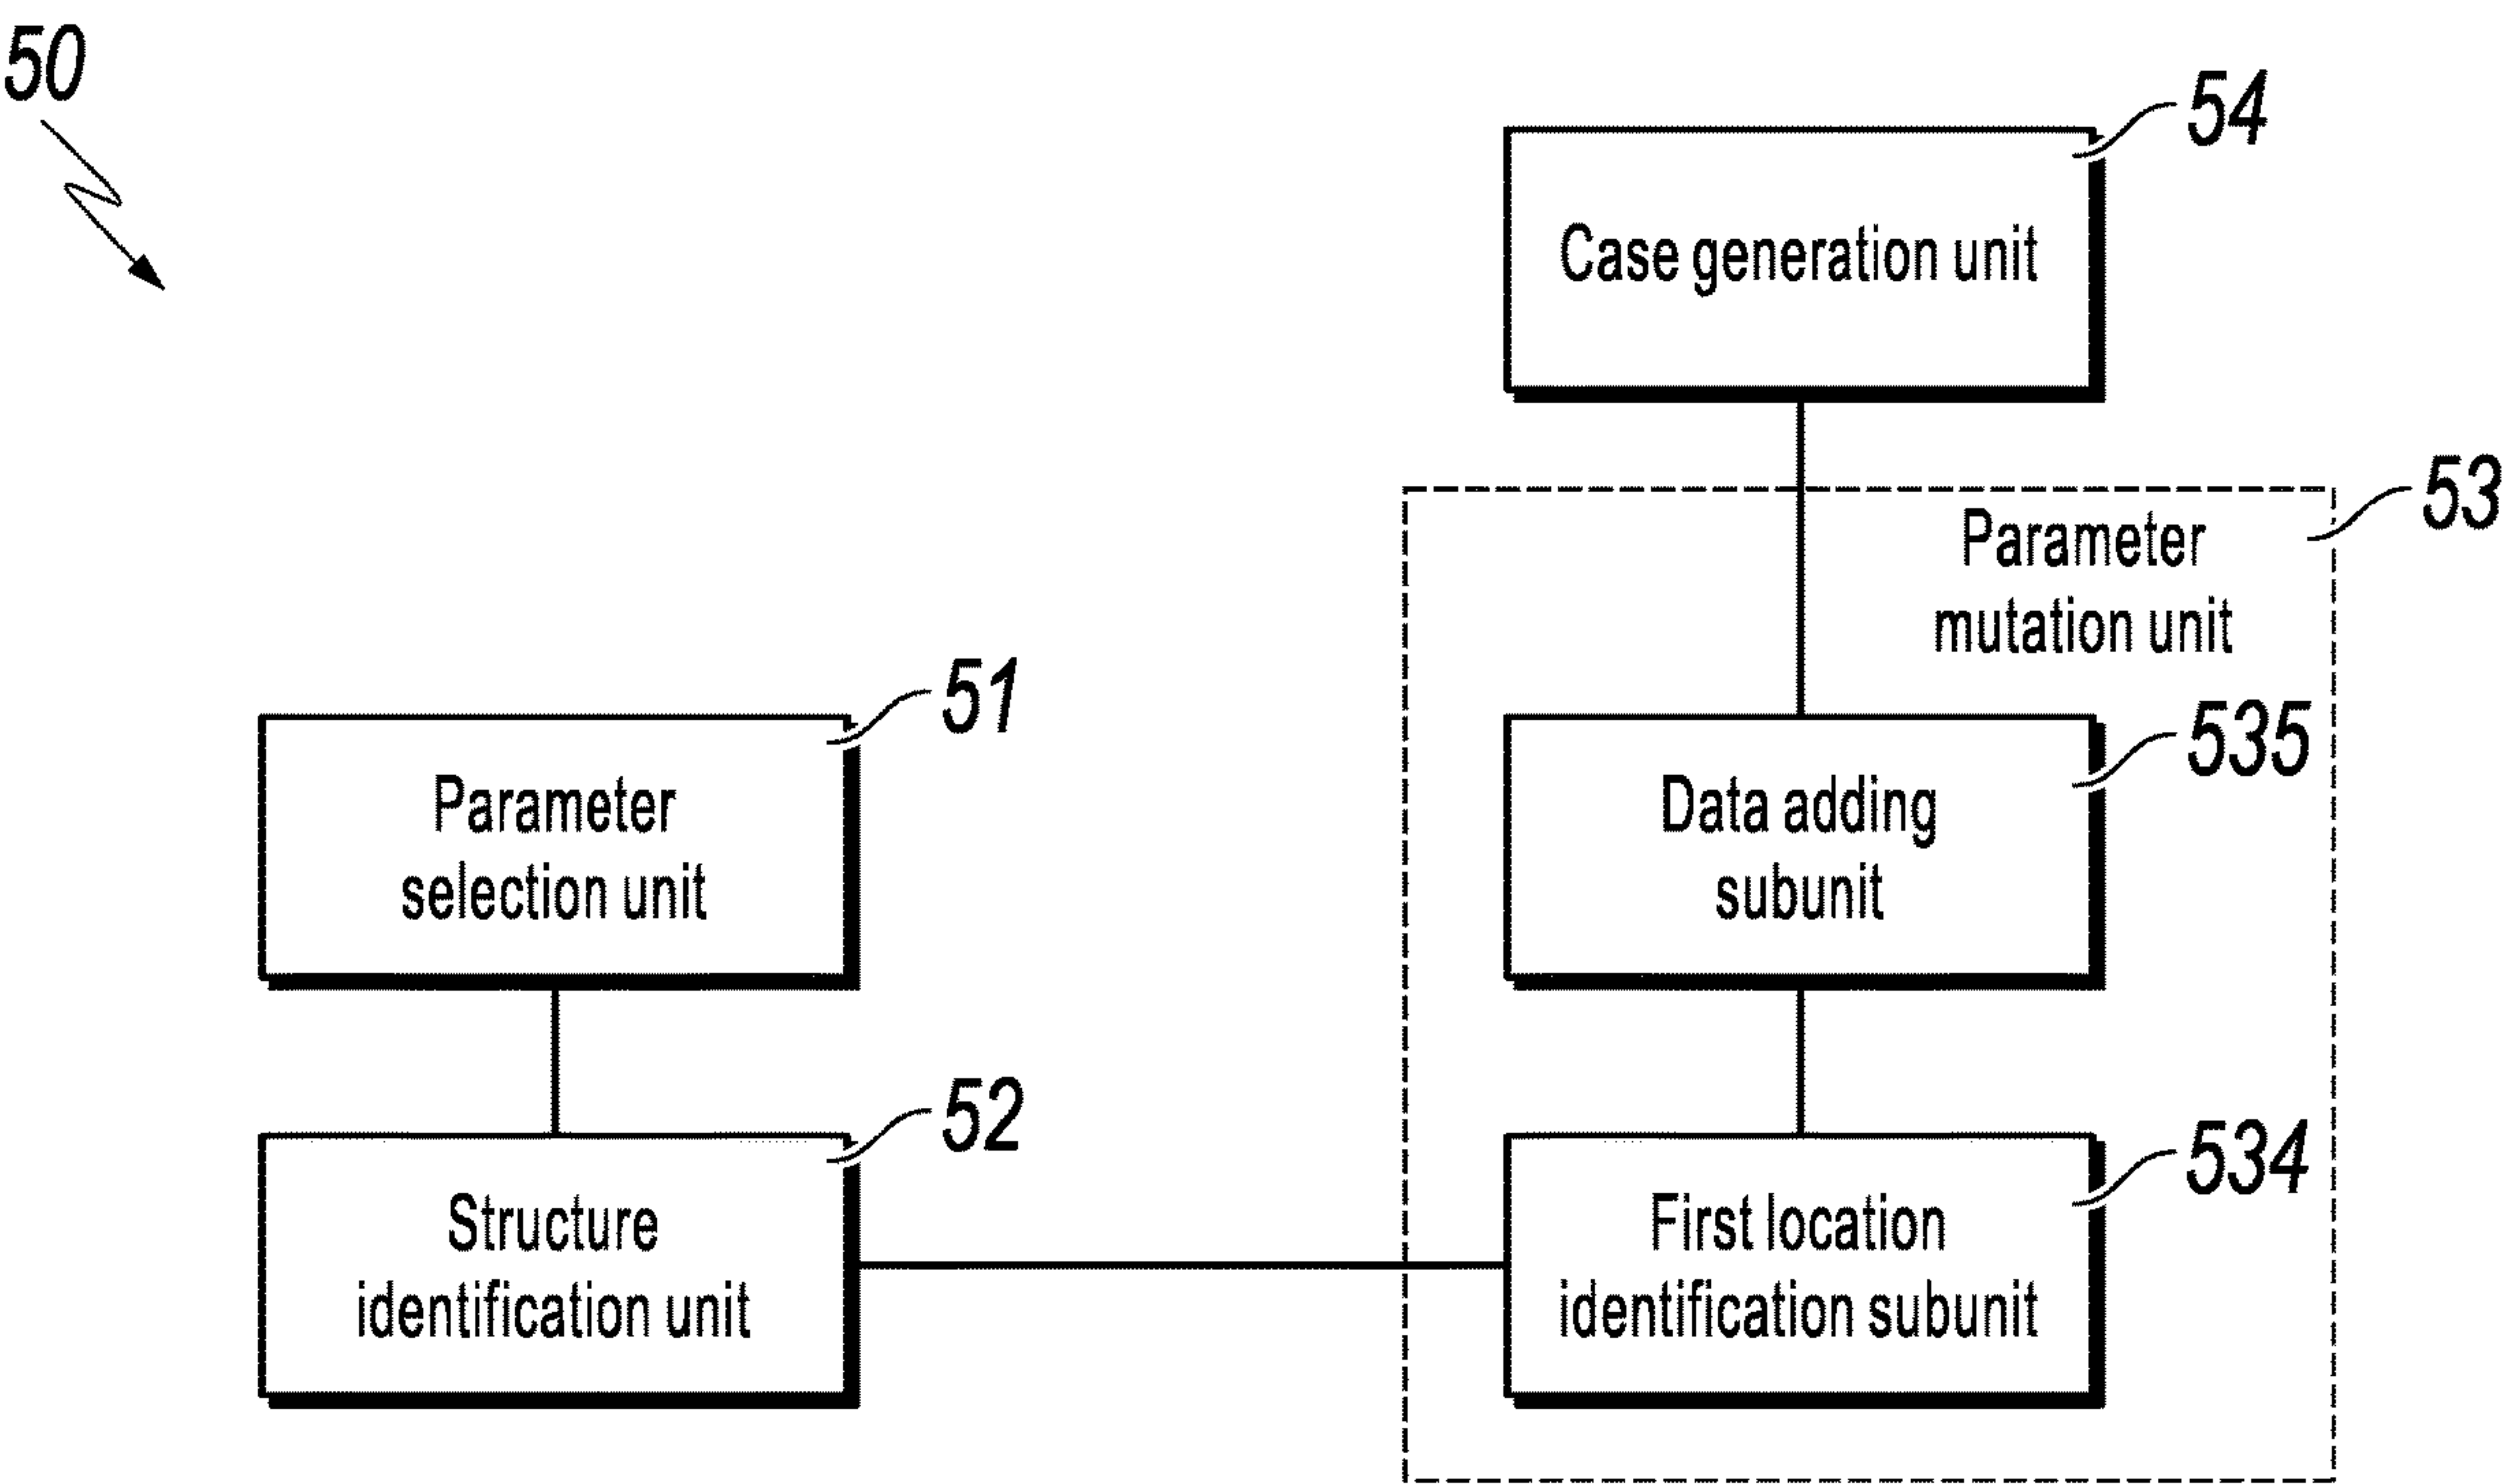 50
54
Case generation unit
53
Parameter
mutation unit
51
Parameter
selection unit
535
Data adding
subunit
52
Structure
identification unit
534
First location
identification subunit